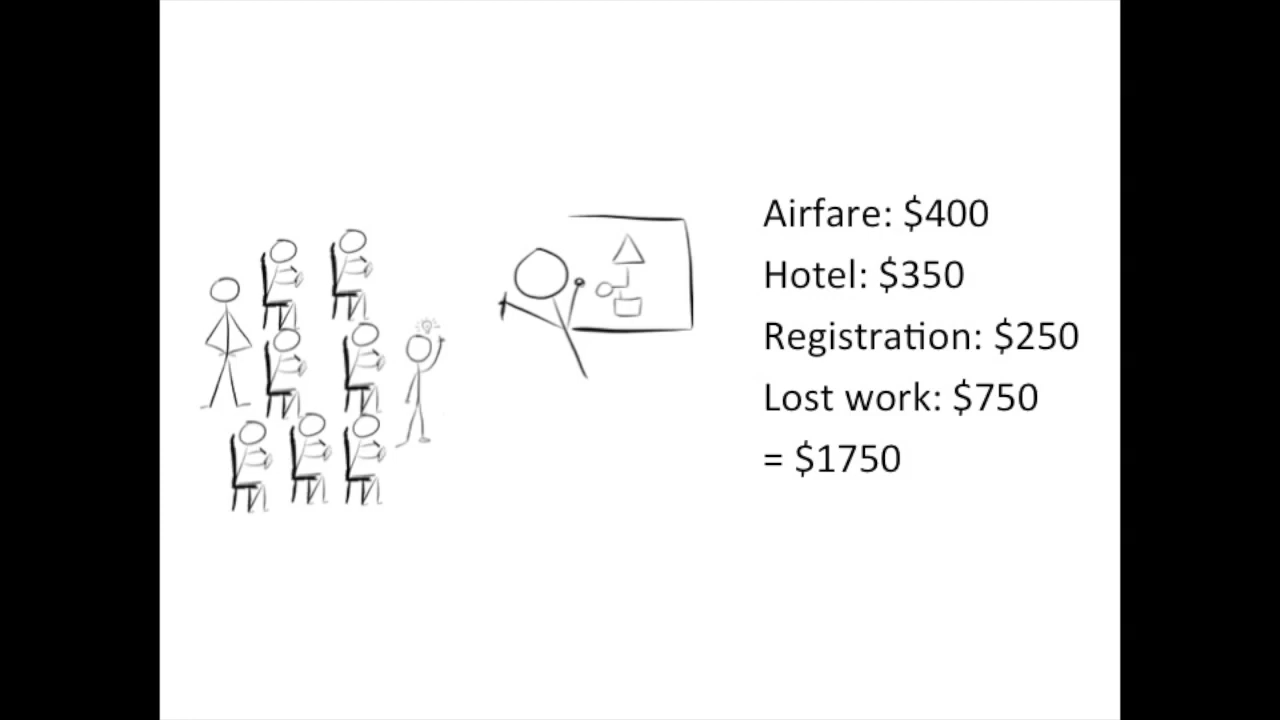 Airfare: $400
Hotel: $350
Registration: $250
Lost work: $750
= $1750